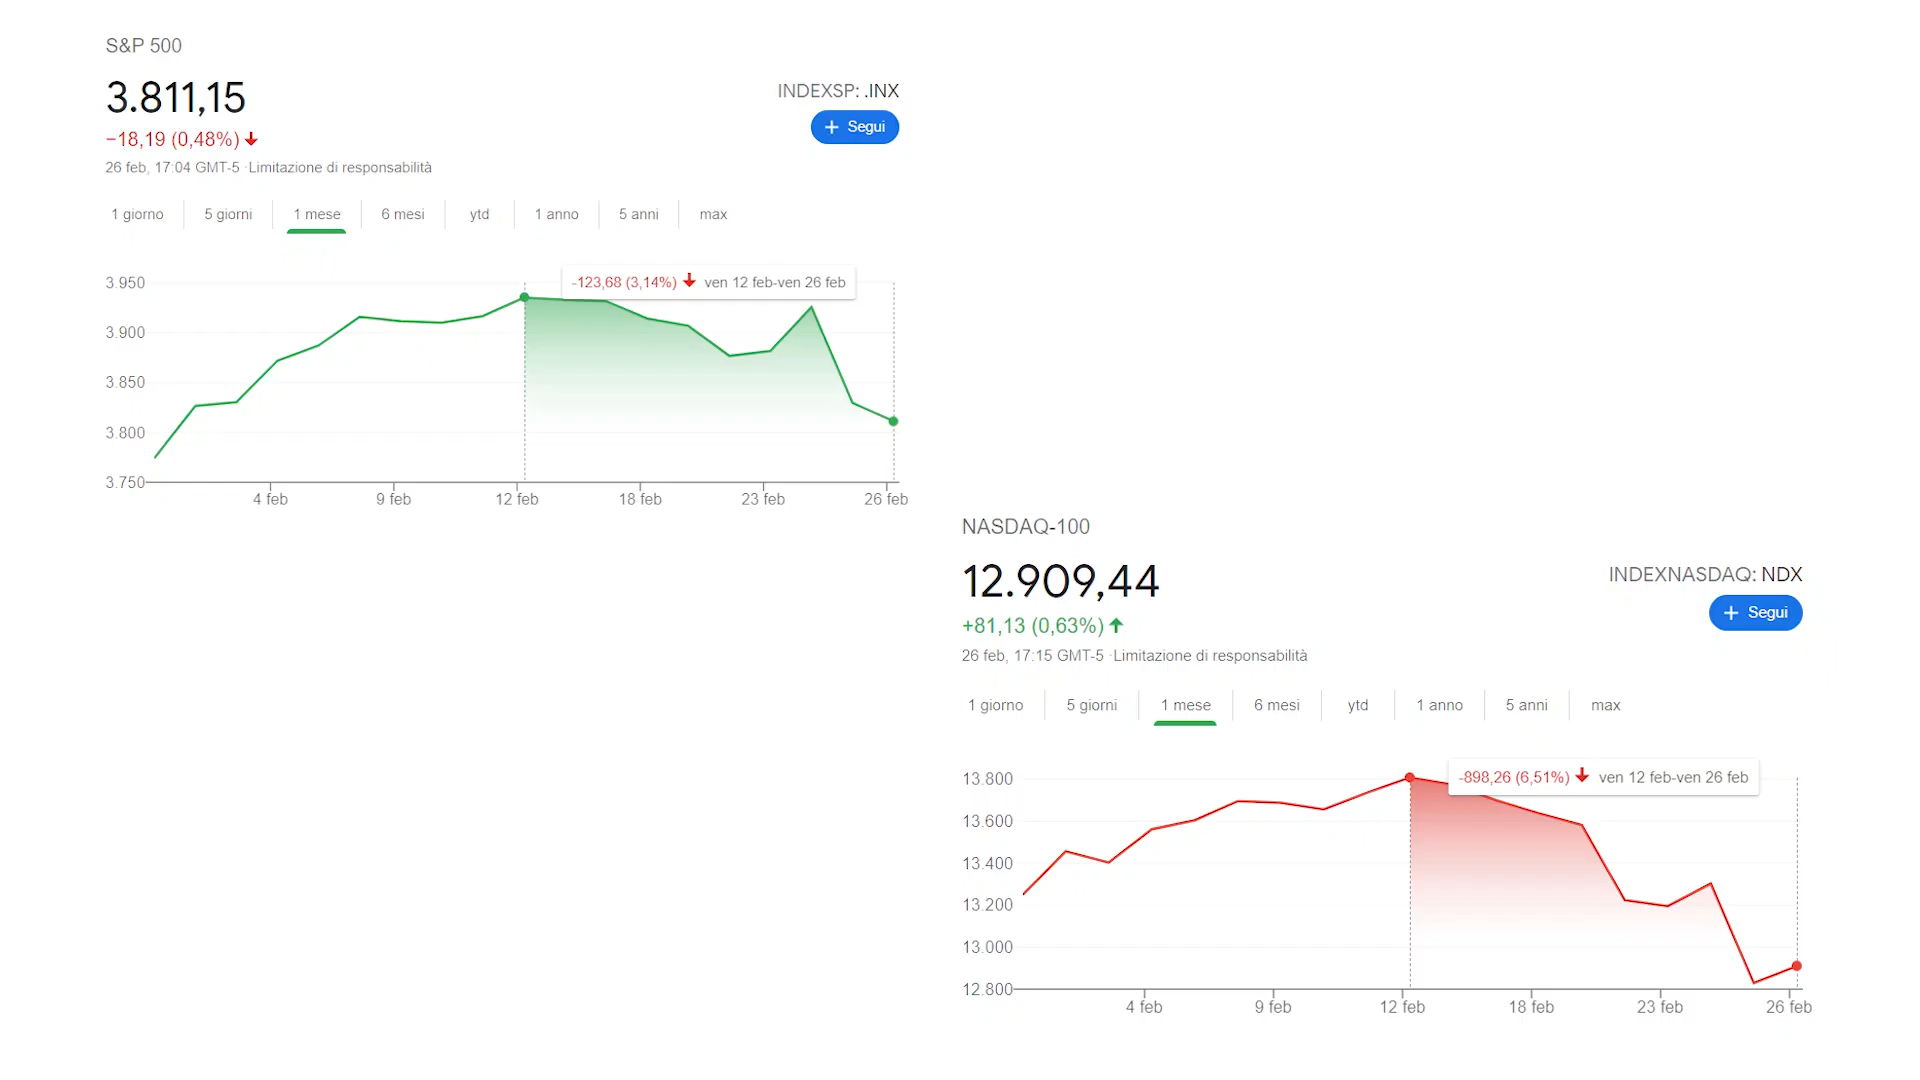 S&P 500
3.811,15
INDEXSP: .INX
+ Segui
−18,19 (0,48%)
26 feb, 17:04 GMT-5 ·Limitazione di responsabilità
1 giorno 5 giorni 1 mese 6 mesi ytd 1 anno 5 anni max
-123,68 (3,14%) ven 12 feb-ven 26 feb
3.950
3.900
3.850
3.800
3.750
4 feb 9 feb 12 feb 18 feb 23 feb 26 feb
NASDAQ-100
12.909,44
INDEXNASDAQ: NDX
+ Segui
+81,13 (0,63%)
26 feb, 17:15 GMT-5 ·Limitazione di responsabilità
1 giorno 5 giorni 1 mese 6 mesi ytd 1 anno 5 anni max
-898,26 (6,51%) ven 12 feb-ven 26 feb
13.800
13.600
13.400
13.200
13.000
12.800
4 feb 9 feb 12 feb 18 feb 23 feb 26 feb